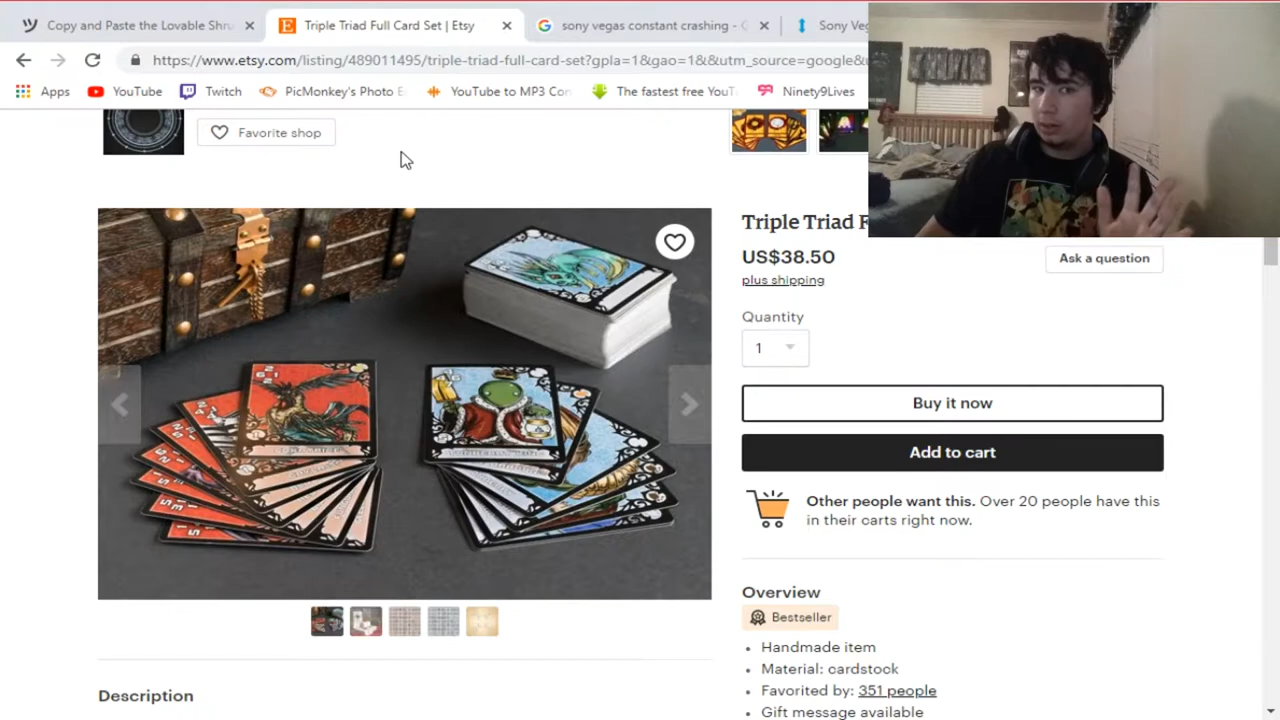 Copy and Paste the Lovable Shru
Triple Triad Full Card Set | Etsy
sony vegas constant crashing -
Sony Veg
https://www.etsy.com/listing/489011495/triple-triad-full-card-set?gpla=1&gao=1&&utm_source=google&u
Apps
YouTube
Twitch
PicMonkey's Photo E
YouTube to MP3 Con
The fastest free YouT
Ninety9Lives
Favorite shop
Triple Triad F
US$38.50
Ask a question
plus shipping
Quantity
1
Buy it now
Add to cart
Other people want this. Over 20 people have this
in their carts right now.
Overview
Bestseller
• Handmade item
• Material: cardstock
• Favorited by: 351 people
• Gift message available
Description